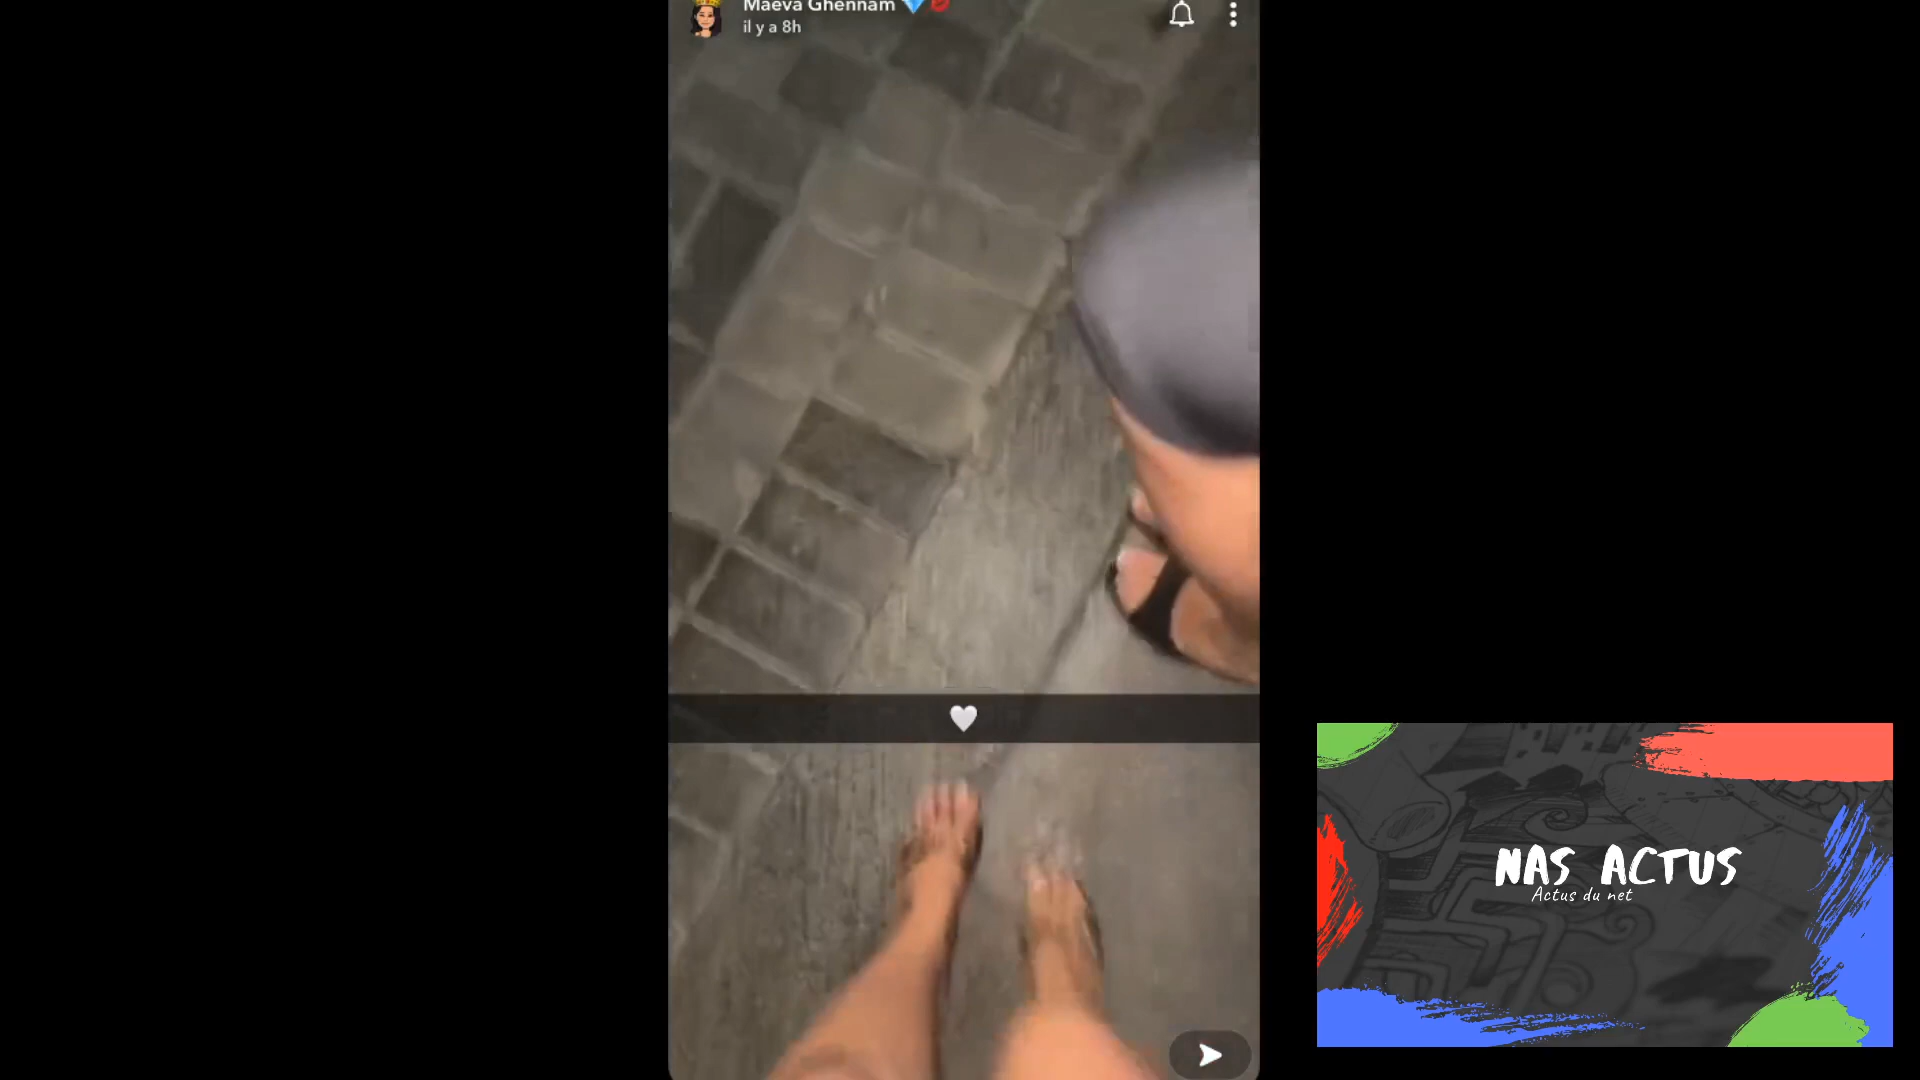 Maeva Ghennam 💎💋
il y a 8h
🤍
NAS ACTUS
Actus du net